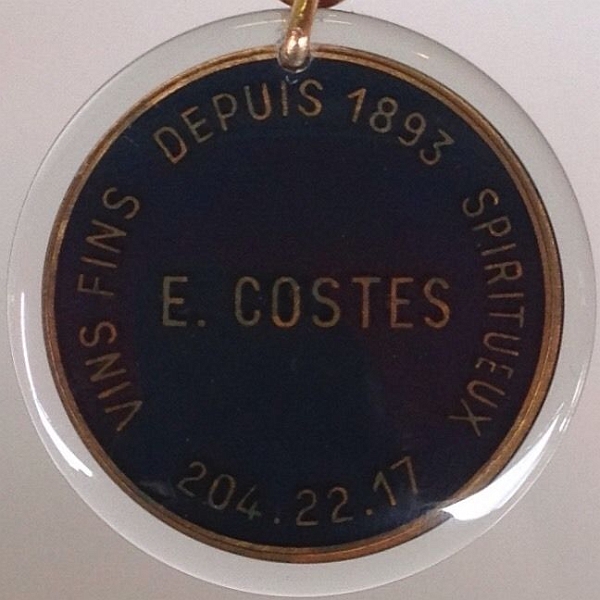 DEPUIS 1893
VINS FINS
SPIRITUEUX
E. COSTES
204.22.17